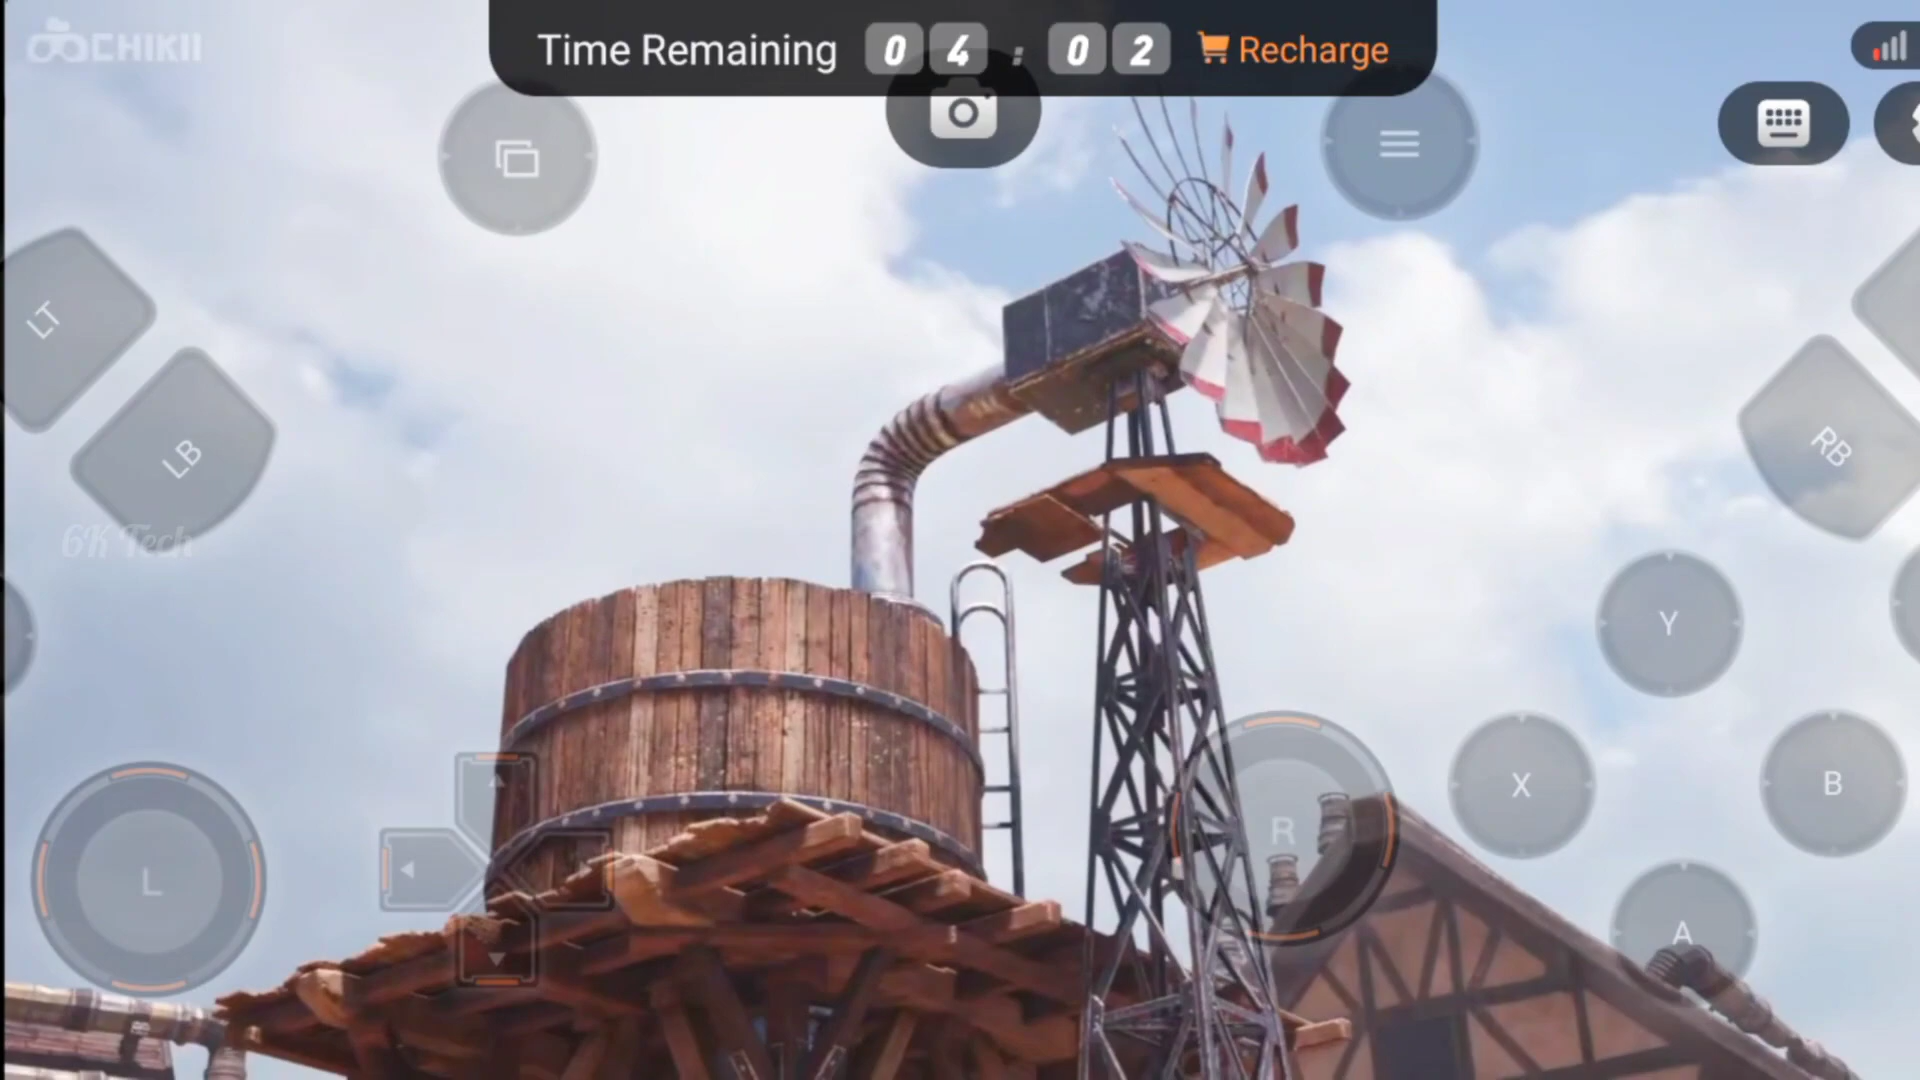 CHIKII
Time Remaining 04:02 Recharge
LT
LB
RB
6K Tech
Y
X
B
R
L
A